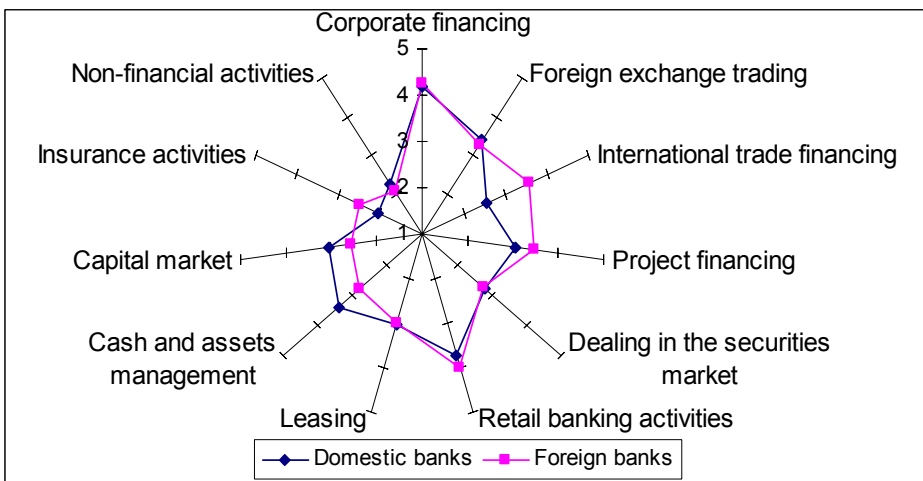 Corporate financing
5
4
3
2
1
Non-financial activities
Foreign exchange trading
Insurance activities
International trade financing
Capital market
Project financing
Cash and assets
management
Dealing in the securities
market
Leasing
Retail banking activities
Domestic banks
Foreign banks